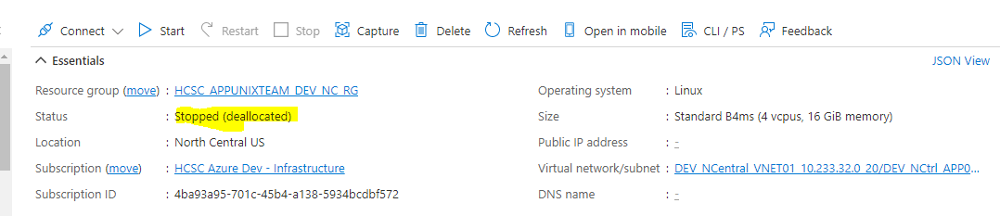 Connect Start Restart Stop Capture Delete Refresh Open in mobile CLI / PS Feedback
Essentials JSON View
Resource group (move) : HCSC_APPUNIXTEAM_DEV_NC_RG Operating system : Linux
Status : Stopped (deallocated) Size : Standard B4ms (4 vcpus, 16 GiB memory)
Location : North Central US Public IP address : -
Subscription (move) : HCSC Azure Dev - Infrastructure Virtual network/subnet : DEV_NCentral_VNET01_10.233.32.0_20/DEV_NCtrl_APP0...
Subscription ID : 4ba93a95-701c-45b4-a138-5934bcdbf572 DNS name : -